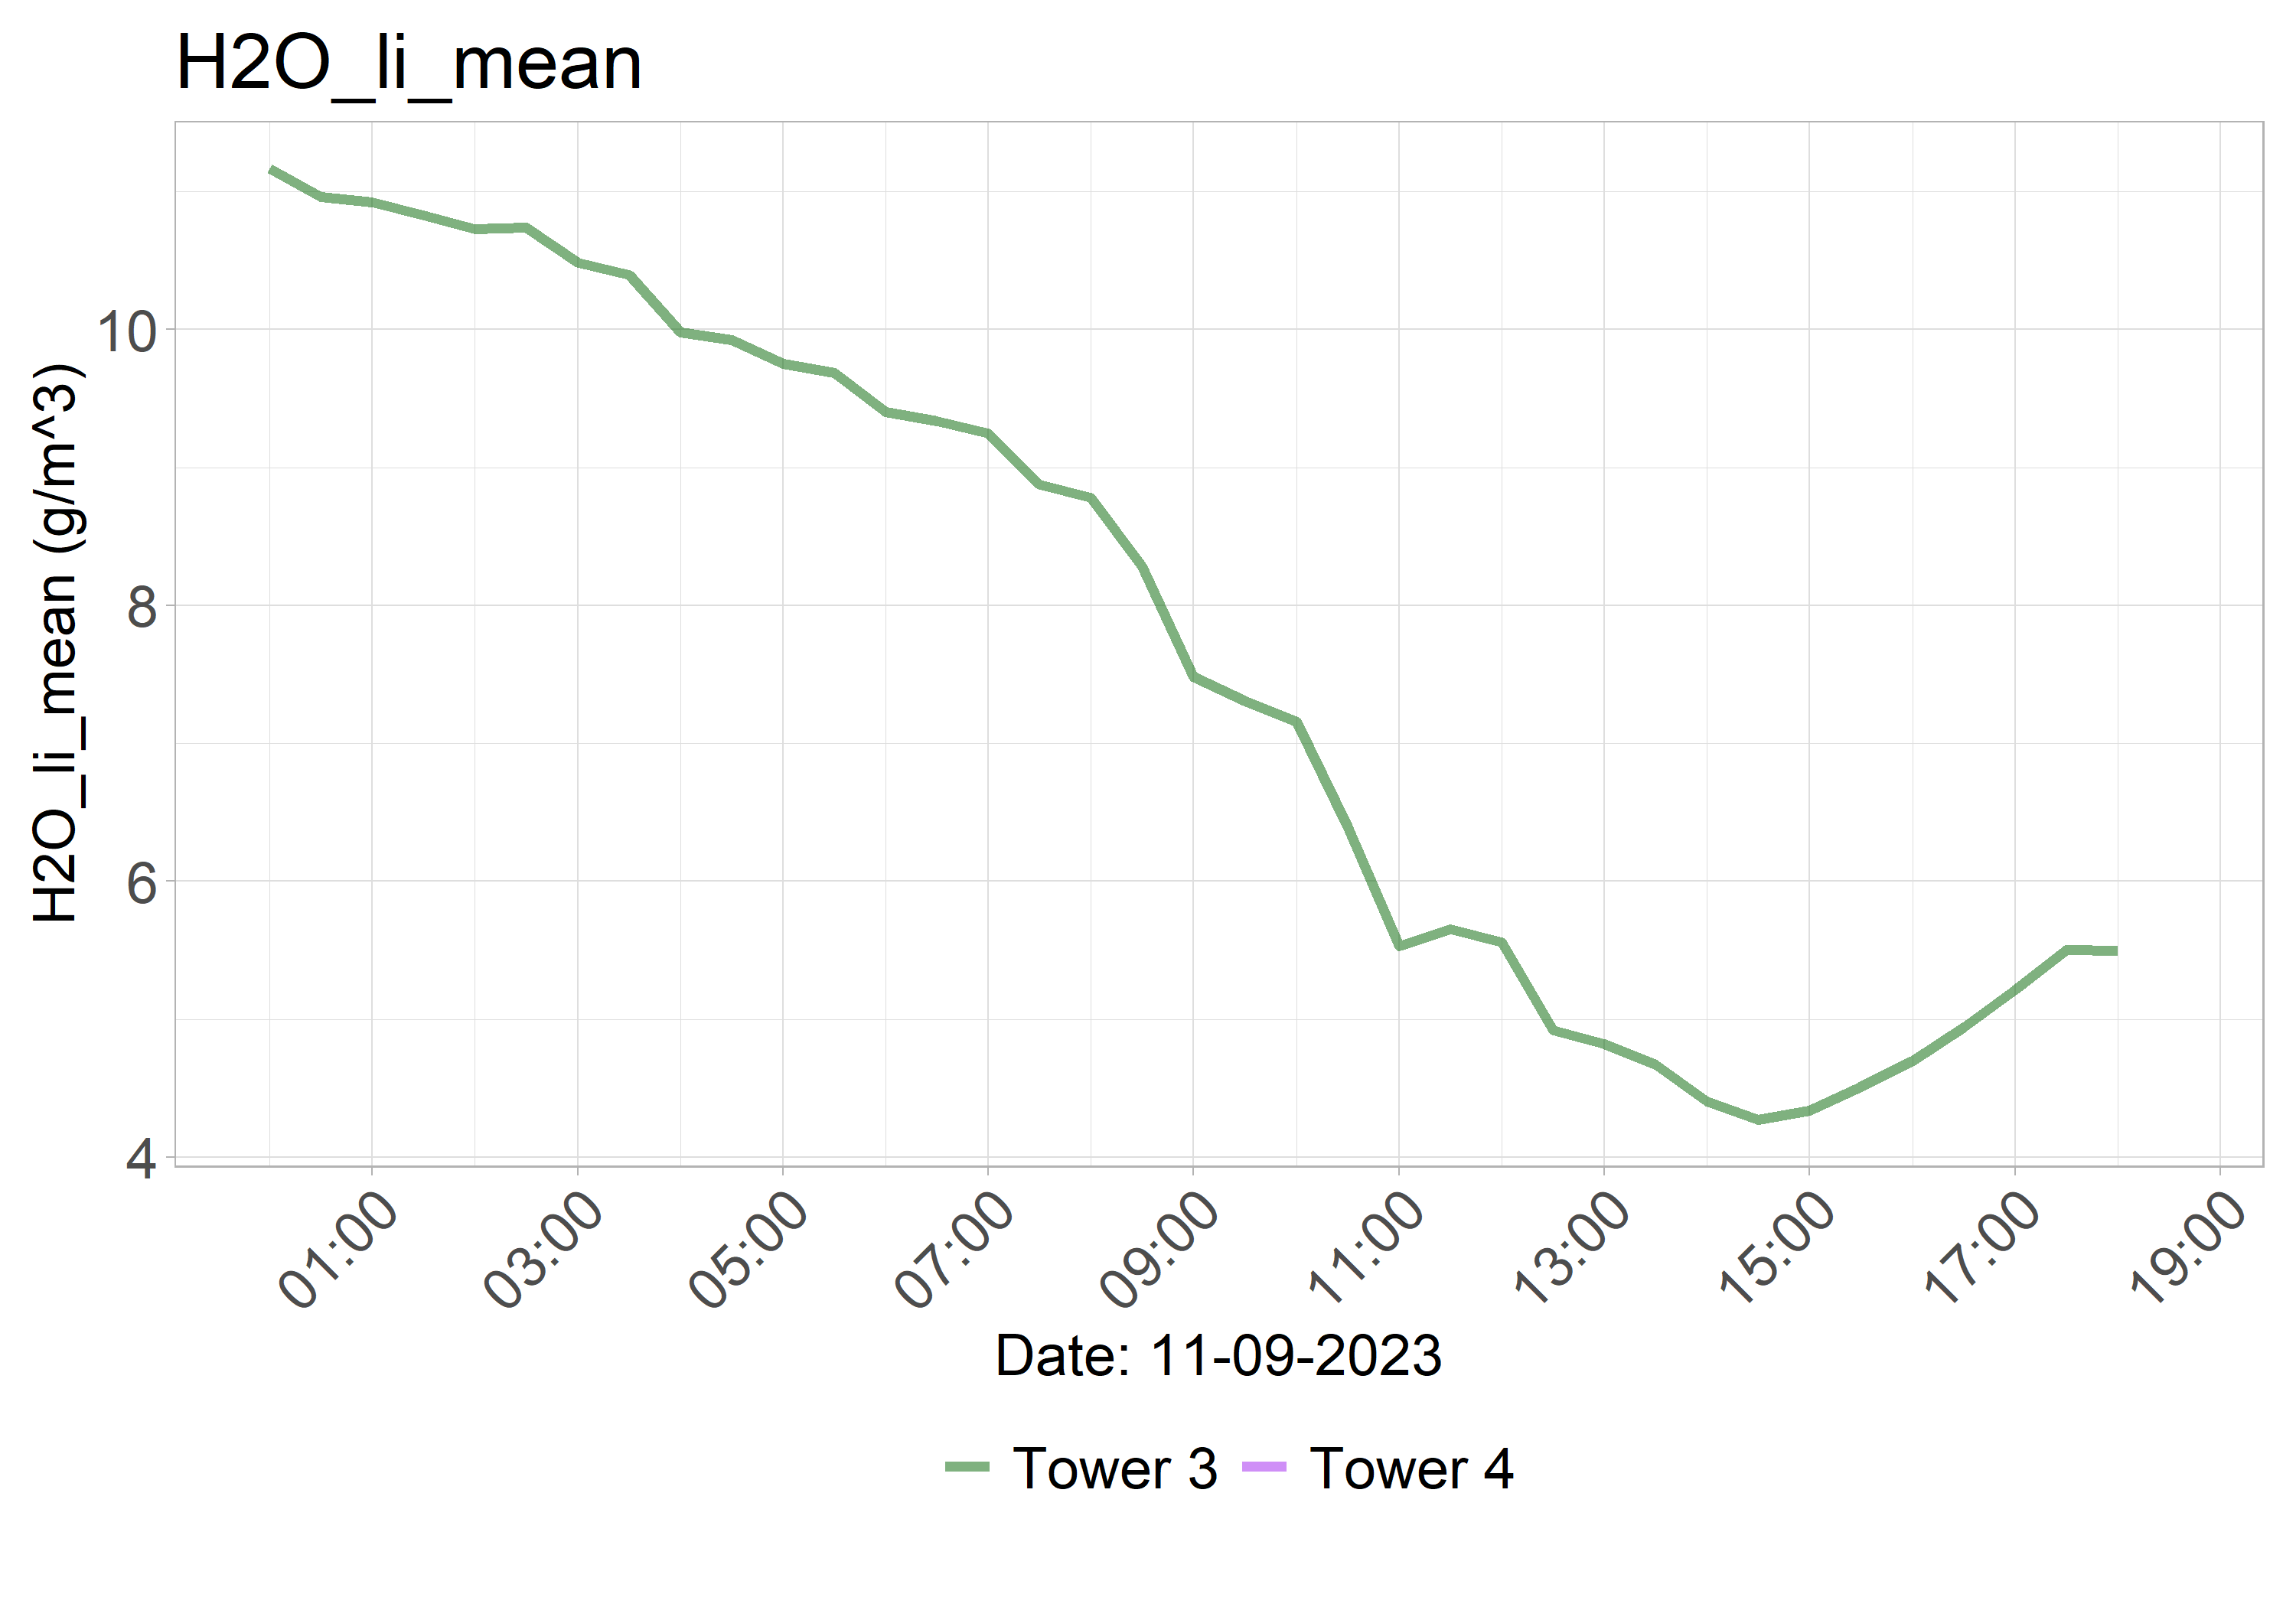 H2O_li_mean
H2O_li_mean (g/m^3)
10
8
6
4
01:00 03:00 05:00 07:00 09:00 11:00 13:00 15:00 17:00 19:00
Date: 11-09-2023
Tower 3 Tower 4